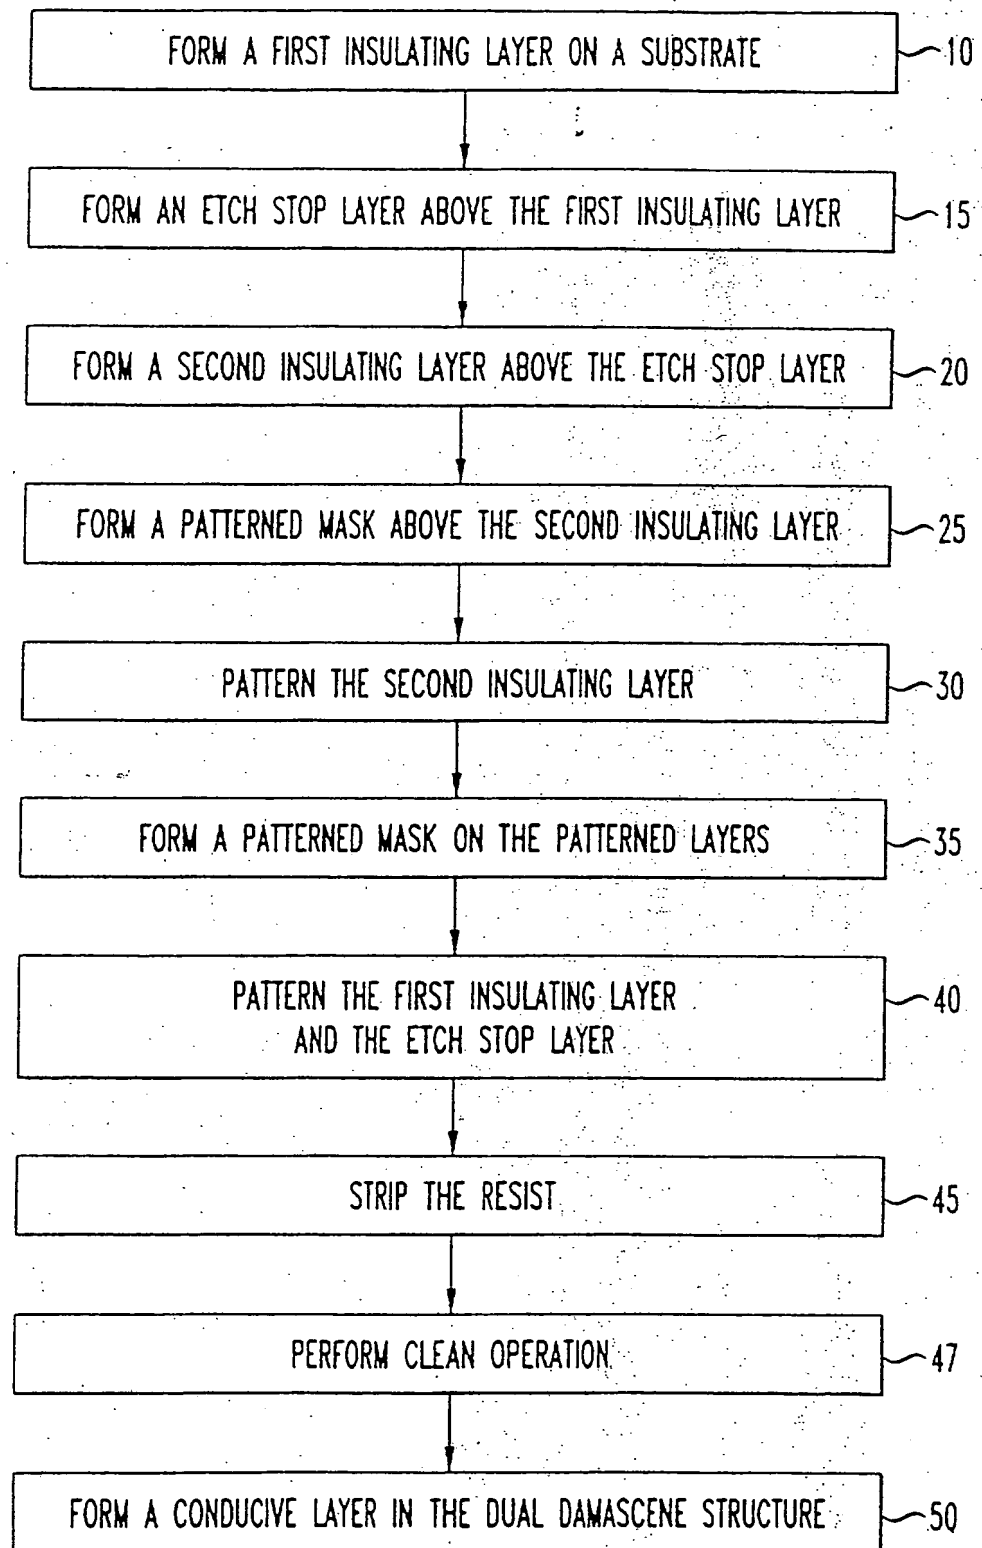 FORM A FIRST INSULATING LAYER ON A SUBSTRATE
10
FORM AN ETCH STOP LAYER ABOVE THE FIRST INSULATING LAYER
15
FORM A SECOND INSULATING LAYER ABOVE THE ETCH STOP LAYER
20
FORM A PATTERNED MASK ABOVE THE SECOND INSULATING LAYER
25
PATTERN THE SECOND INSULATING LAYER
30
FORM A PATTERNED MASK ON THE PATTERNED LAYERS
35
PATTERN THE FIRST INSULATING LAYER
AND THE ETCH STOP LAYER
40
STRIP THE RESIST
45
PERFORM CLEAN OPERATION
47
FORM A CONDUCIVE LAYER IN THE DUAL DAMASCENE STRUCTURE
50